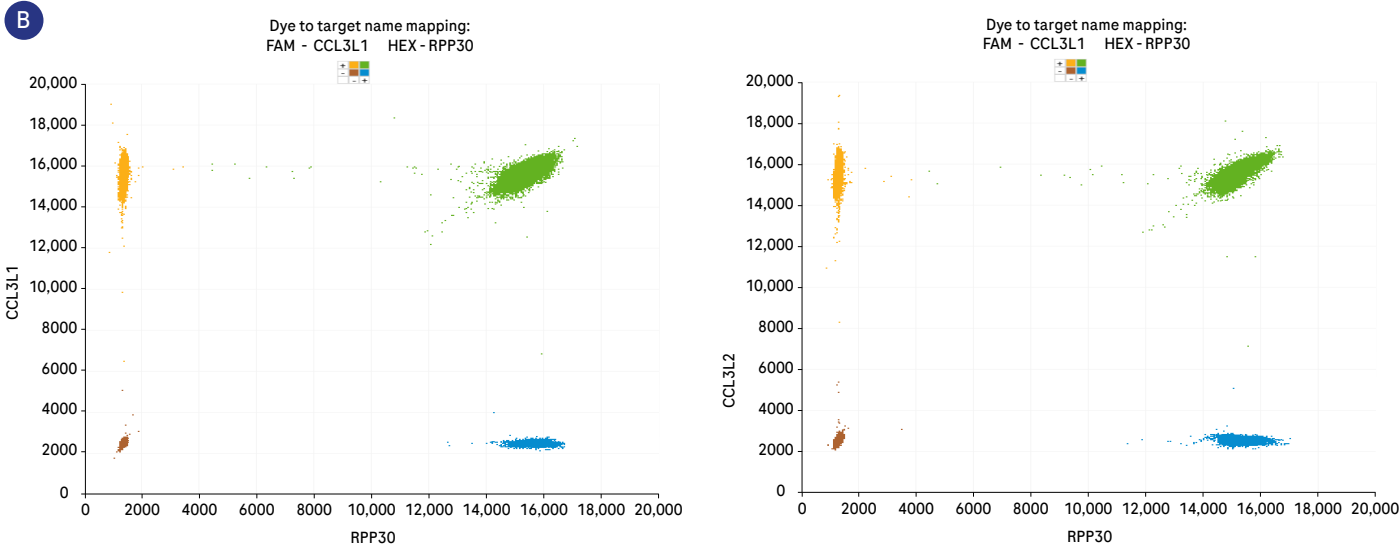 B
Dye to target name mapping:
FAM - CCL3L1 HEX - RPP30
+
-
- +
20,000
18,000
16,000
14,000
12,000
10,000
8000
6000
4000
2000
0
CCL3L1
0 2000 4000 6000 8000 10,000 12,000 14,000 16,000 18,000 20,000
RPP30
Dye to target name mapping:
FAM - CCL3L1 HEX - RPP30
+
-
- +
20,000
18,000
16,000
14,000
12,000
10,000
8000
6000
4000
2000
0
CCL3L2
0 2000 4000 6000 8000 10,000 12,000 14,000 16,000 18,000 20,000
RPP30